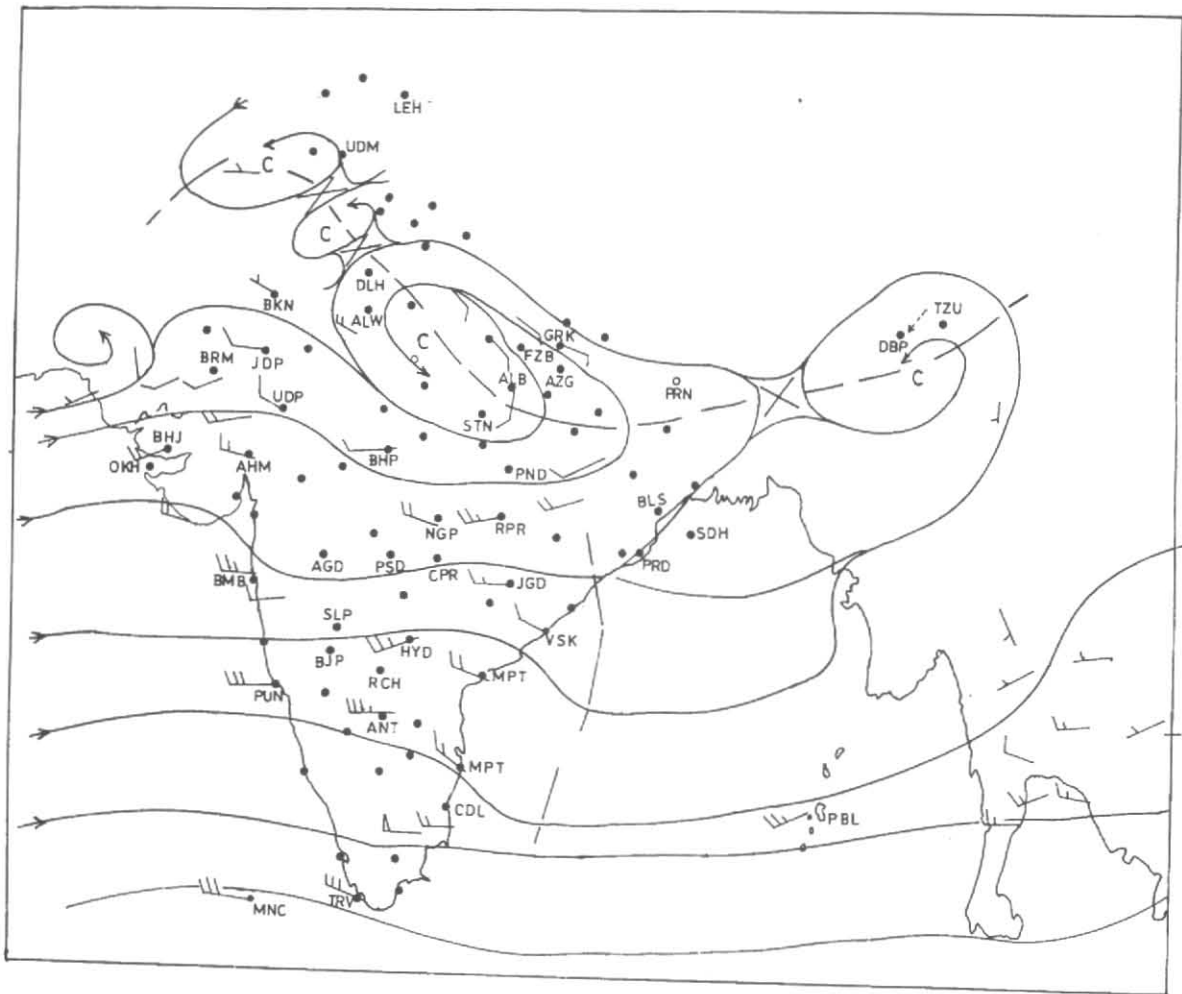 LEH
UDM
C
C
DLH
BKN
ALW
TZU
DBP
GRK
C
FZB
BRM
JDP
C
ALB
AZG
PRN
UDP
STN
BHJ
BHP
OKH
AHM
PND
BLS
NGP
RPR
SDH
AGD
PSD
CPR
PRD
BMB
JGD
SLP
VSK
HYD
BJP
RCH
MPT
PUN
ANT
MPT
CDL
PBL
TRV
MNC